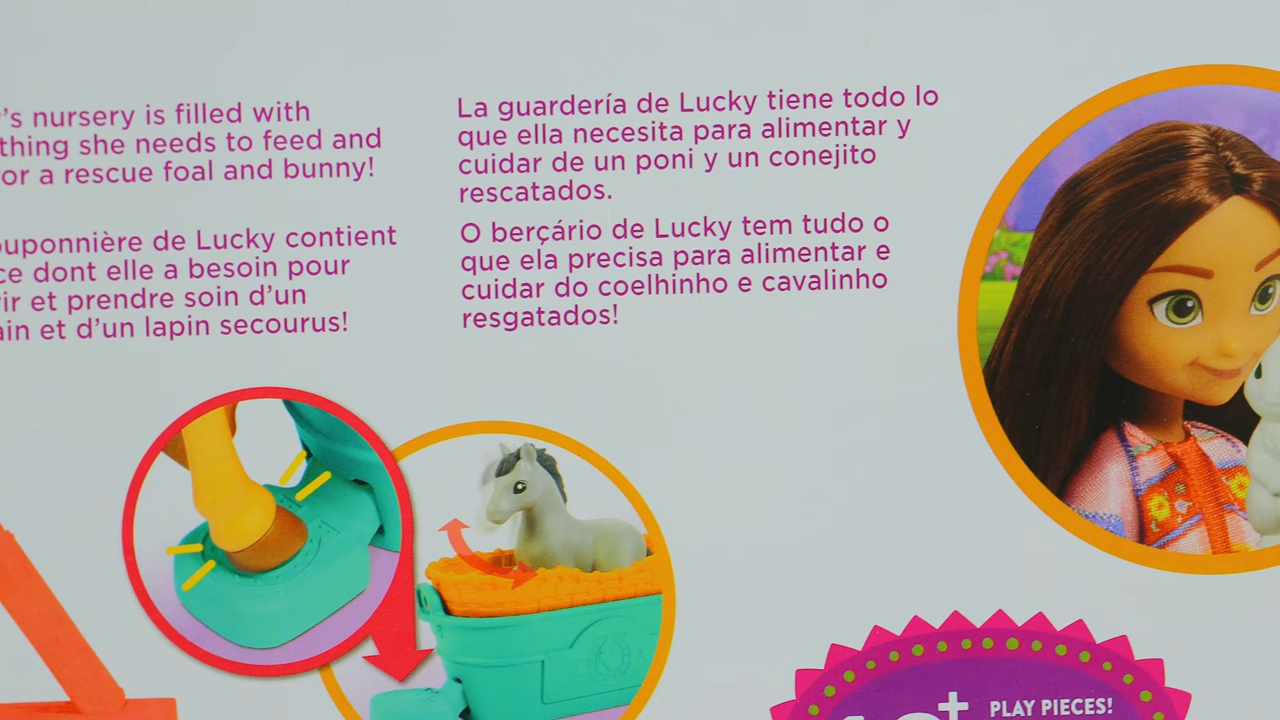 's nursery is filled with
thing she needs to feed and
or a rescue foal and bunny!
ouponnière de Lucky contient
ce dont elle a besoin pour
rir et prendre soin d'un
ain et d'un lapin secourus!
La guardería de Lucky tiene todo lo
que ella necesita para alimentar y
cuidar de un poni y un conejito
rescatados.
O berçário de Lucky tem tudo o
que ela precisa para alimentar e
cuidar do coelhinho e cavalinho
resgatados!
PLAY PIECES!